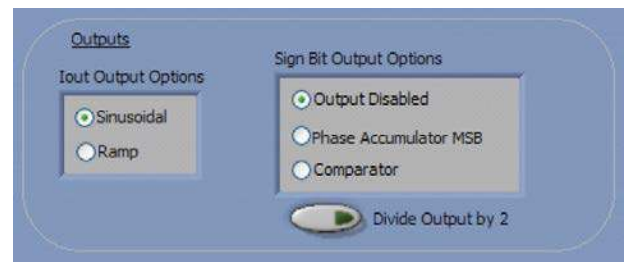 Outputs
Iout Output Options
Sinusoidal
Ramp
Sign Bit Output Options
Output Disabled
Phase Accumulator MSB
Comparator
Divide Output by 2